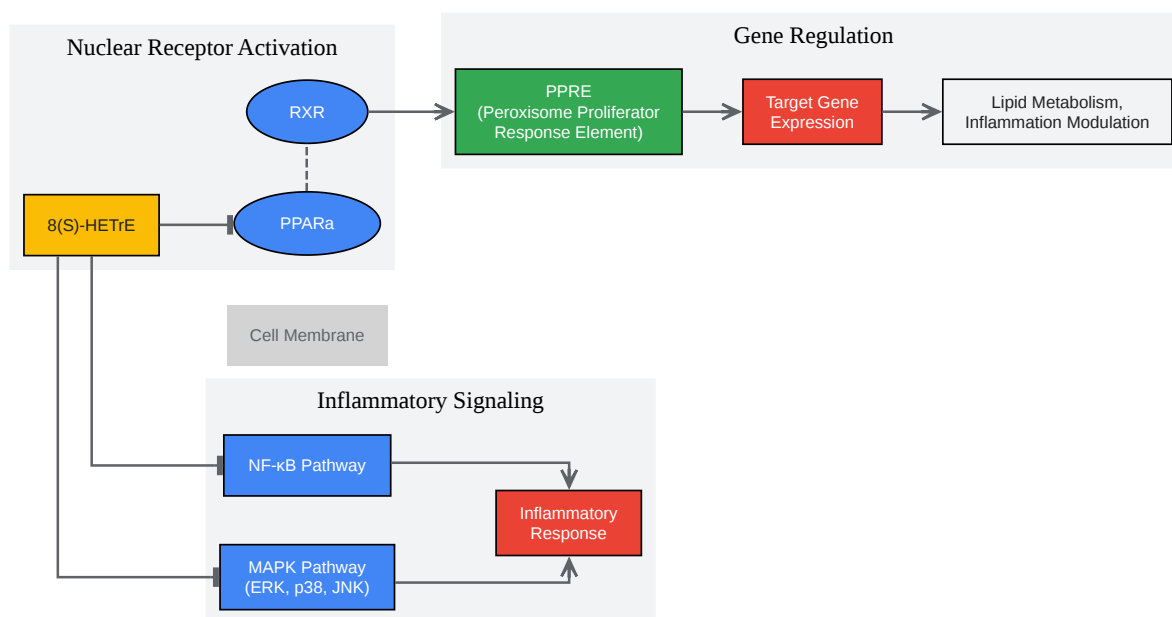 Nuclear Receptor Activation
RXR
PPARa
8(S)-HETrE
Gene Regulation
PPRE
(Peroxisome Proliferator
Response Element)
Target Gene
Expression
Lipid Metabolism,
Inflammation Modulation
Cell Membrane
Inflammatory Signaling
NF-κB Pathway
MAPK Pathway
(ERK, p38, JNK)
Inflammatory
Response